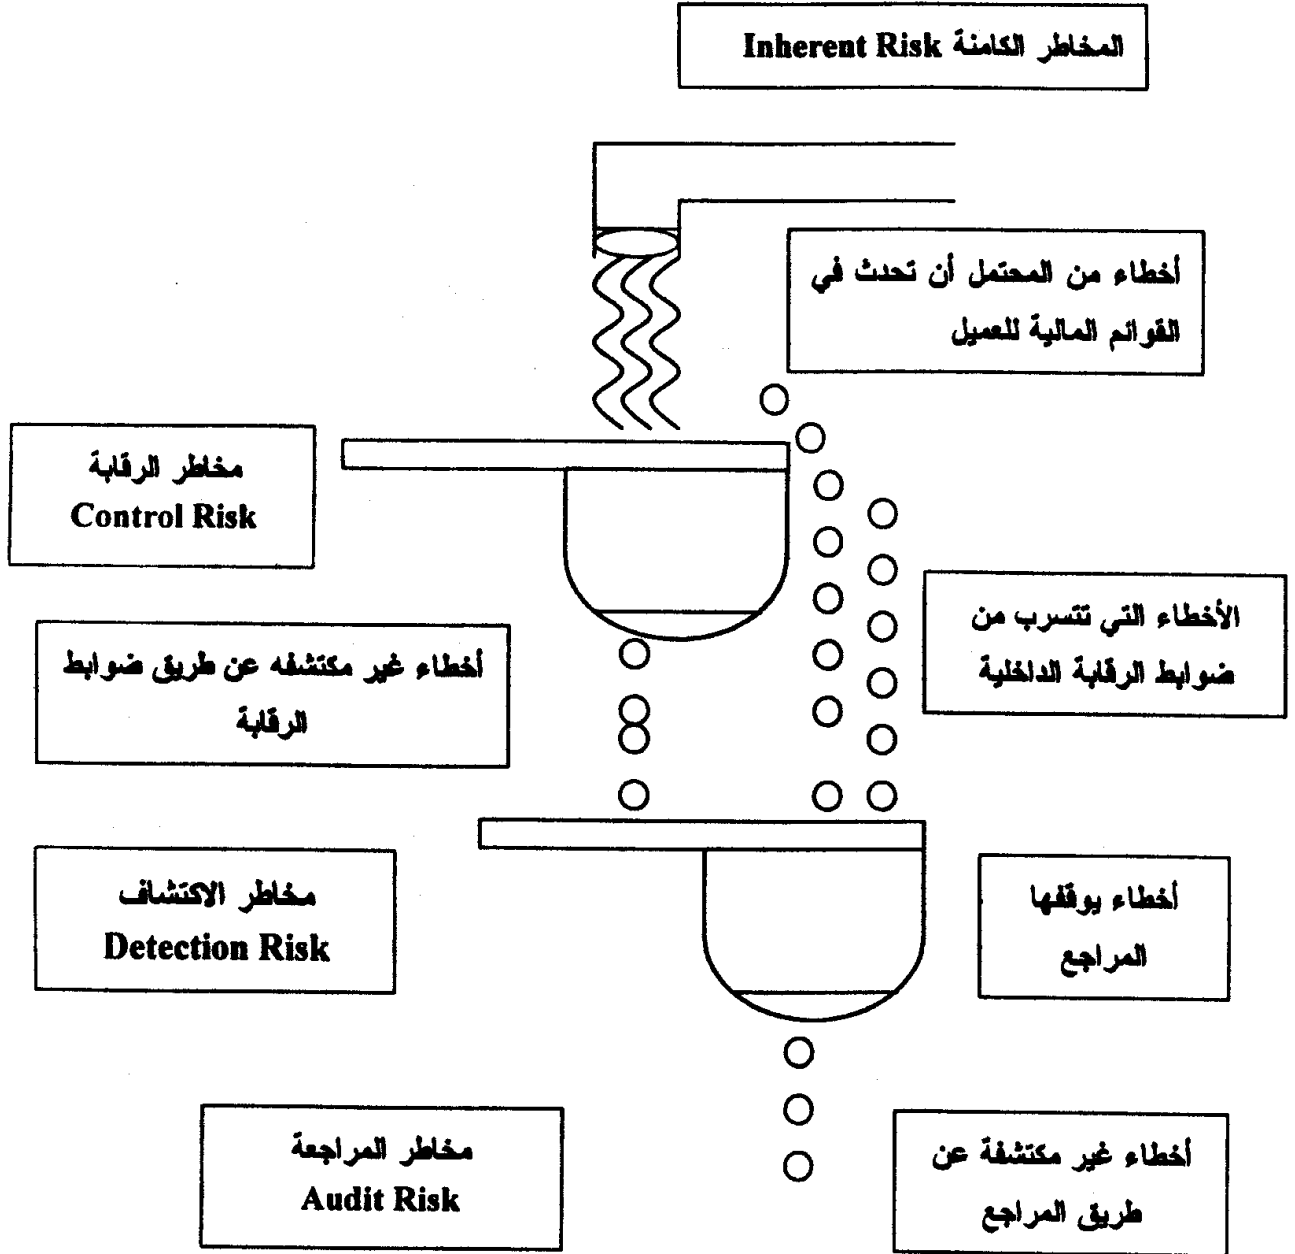 المخاطر الكامنة Inherent Risk
أخطاء من المحتمل أن تحدث في
القوائم المالية للعميل
مخاطر الرقابة
Control Risk
الأخطاء التي تتسرب من
ضوابط الرقابة الداخلية
أخطاء غير مكتشفه عن طريق ضوابط
الرقابة
مخاطر الاكتشاف
Detection Risk
أخطاء يوقفها
المراجع
مخاطر المراجعة
Audit Risk
أخطاء غير مكتشفة عن
طريق المراجع